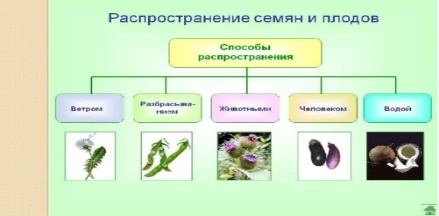 Распространение семян и плодов
Способы
распространения
Ветром
Разбрасыва-
нием
Животными
Человеком
Водой